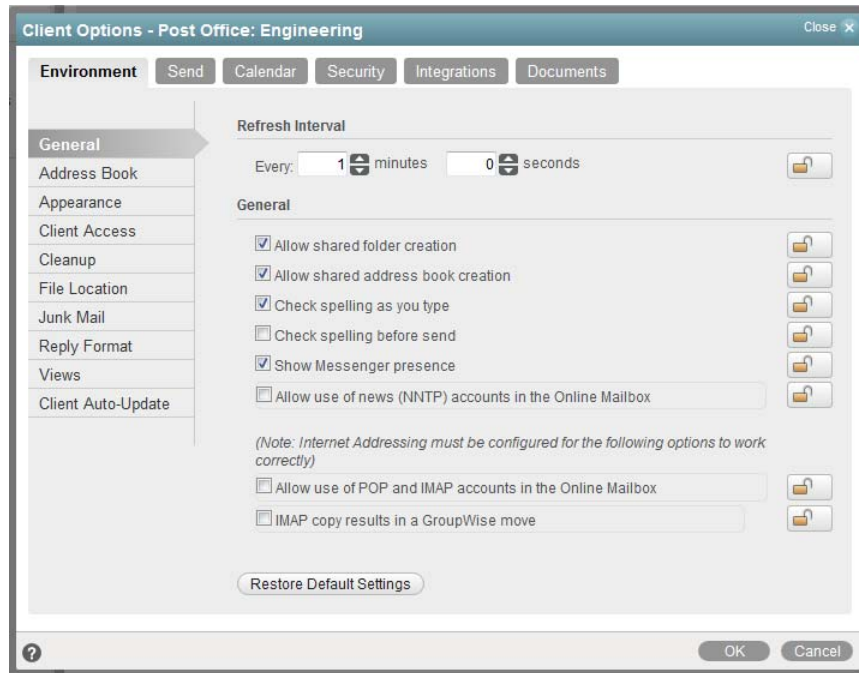 Client Options - Post Office: Engineering
Close x
Environment Send Calendar Security Integrations Documents
General
Address Book
Appearance
Client Access
Cleanup
File Location
Junk Mail
Reply Format
Views
Client Auto-Update
Refresh Interval
Every: 1 minutes 0 seconds
General
Allow shared folder creation
Allow shared address book creation
Check spelling as you type
Check spelling before send
Show Messenger presence
Allow use of news (NNTP) accounts in the Online Mailbox
(Note: Internet Addressing must be configured for the following options to work
correctly)
Allow use of POP and IMAP accounts in the Online Mailbox
IMAP copy results in a GroupWise move
Restore Default Settings
?
OK Cancel